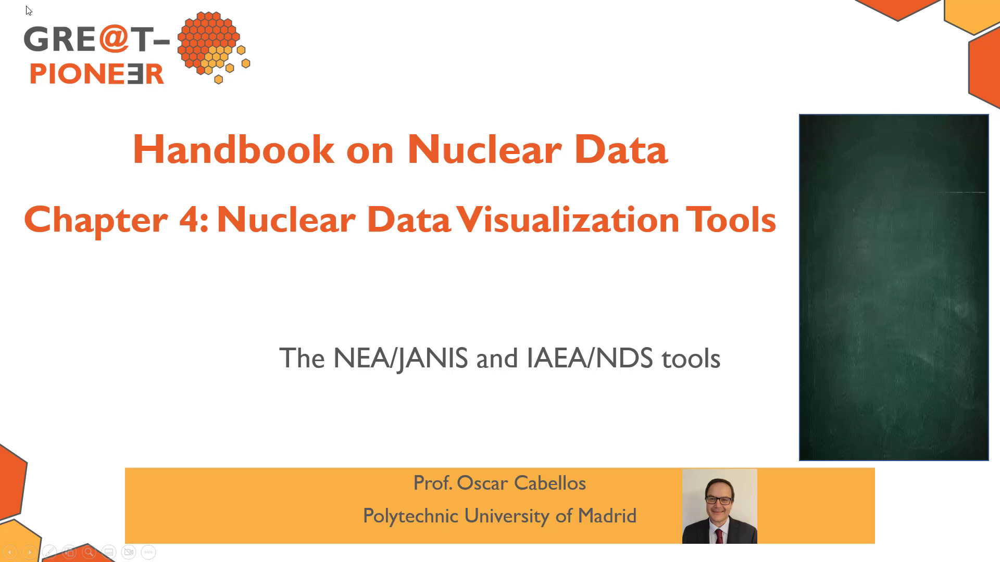 GRE@T-
PIONEƎR
Handbook on Nuclear Data
Chapter 4: Nuclear Data Visualization Tools
The NEA/JANIS and IAEA/NDS tools
Prof. Oscar Cabellos
Polytechnic University of Madrid